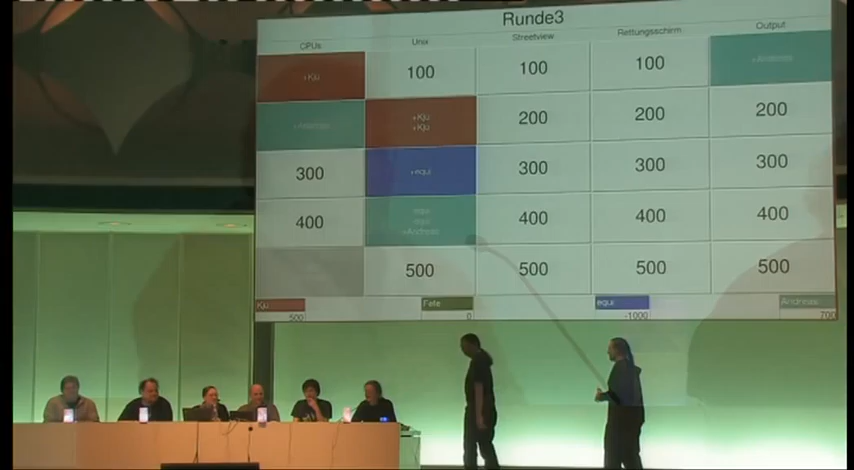 Runde3
CPUs Unix Streetview Rettungsschirm Output
+Kju 100 100 100 +Andreas
+Andreas +Kju 200 200 200
+Kju
300 +equi 300 300 300
400 -equi 400 400 400
+Andreas
500 500 500 500
Kju Fefe equi Andreas
500 0 -1000 700